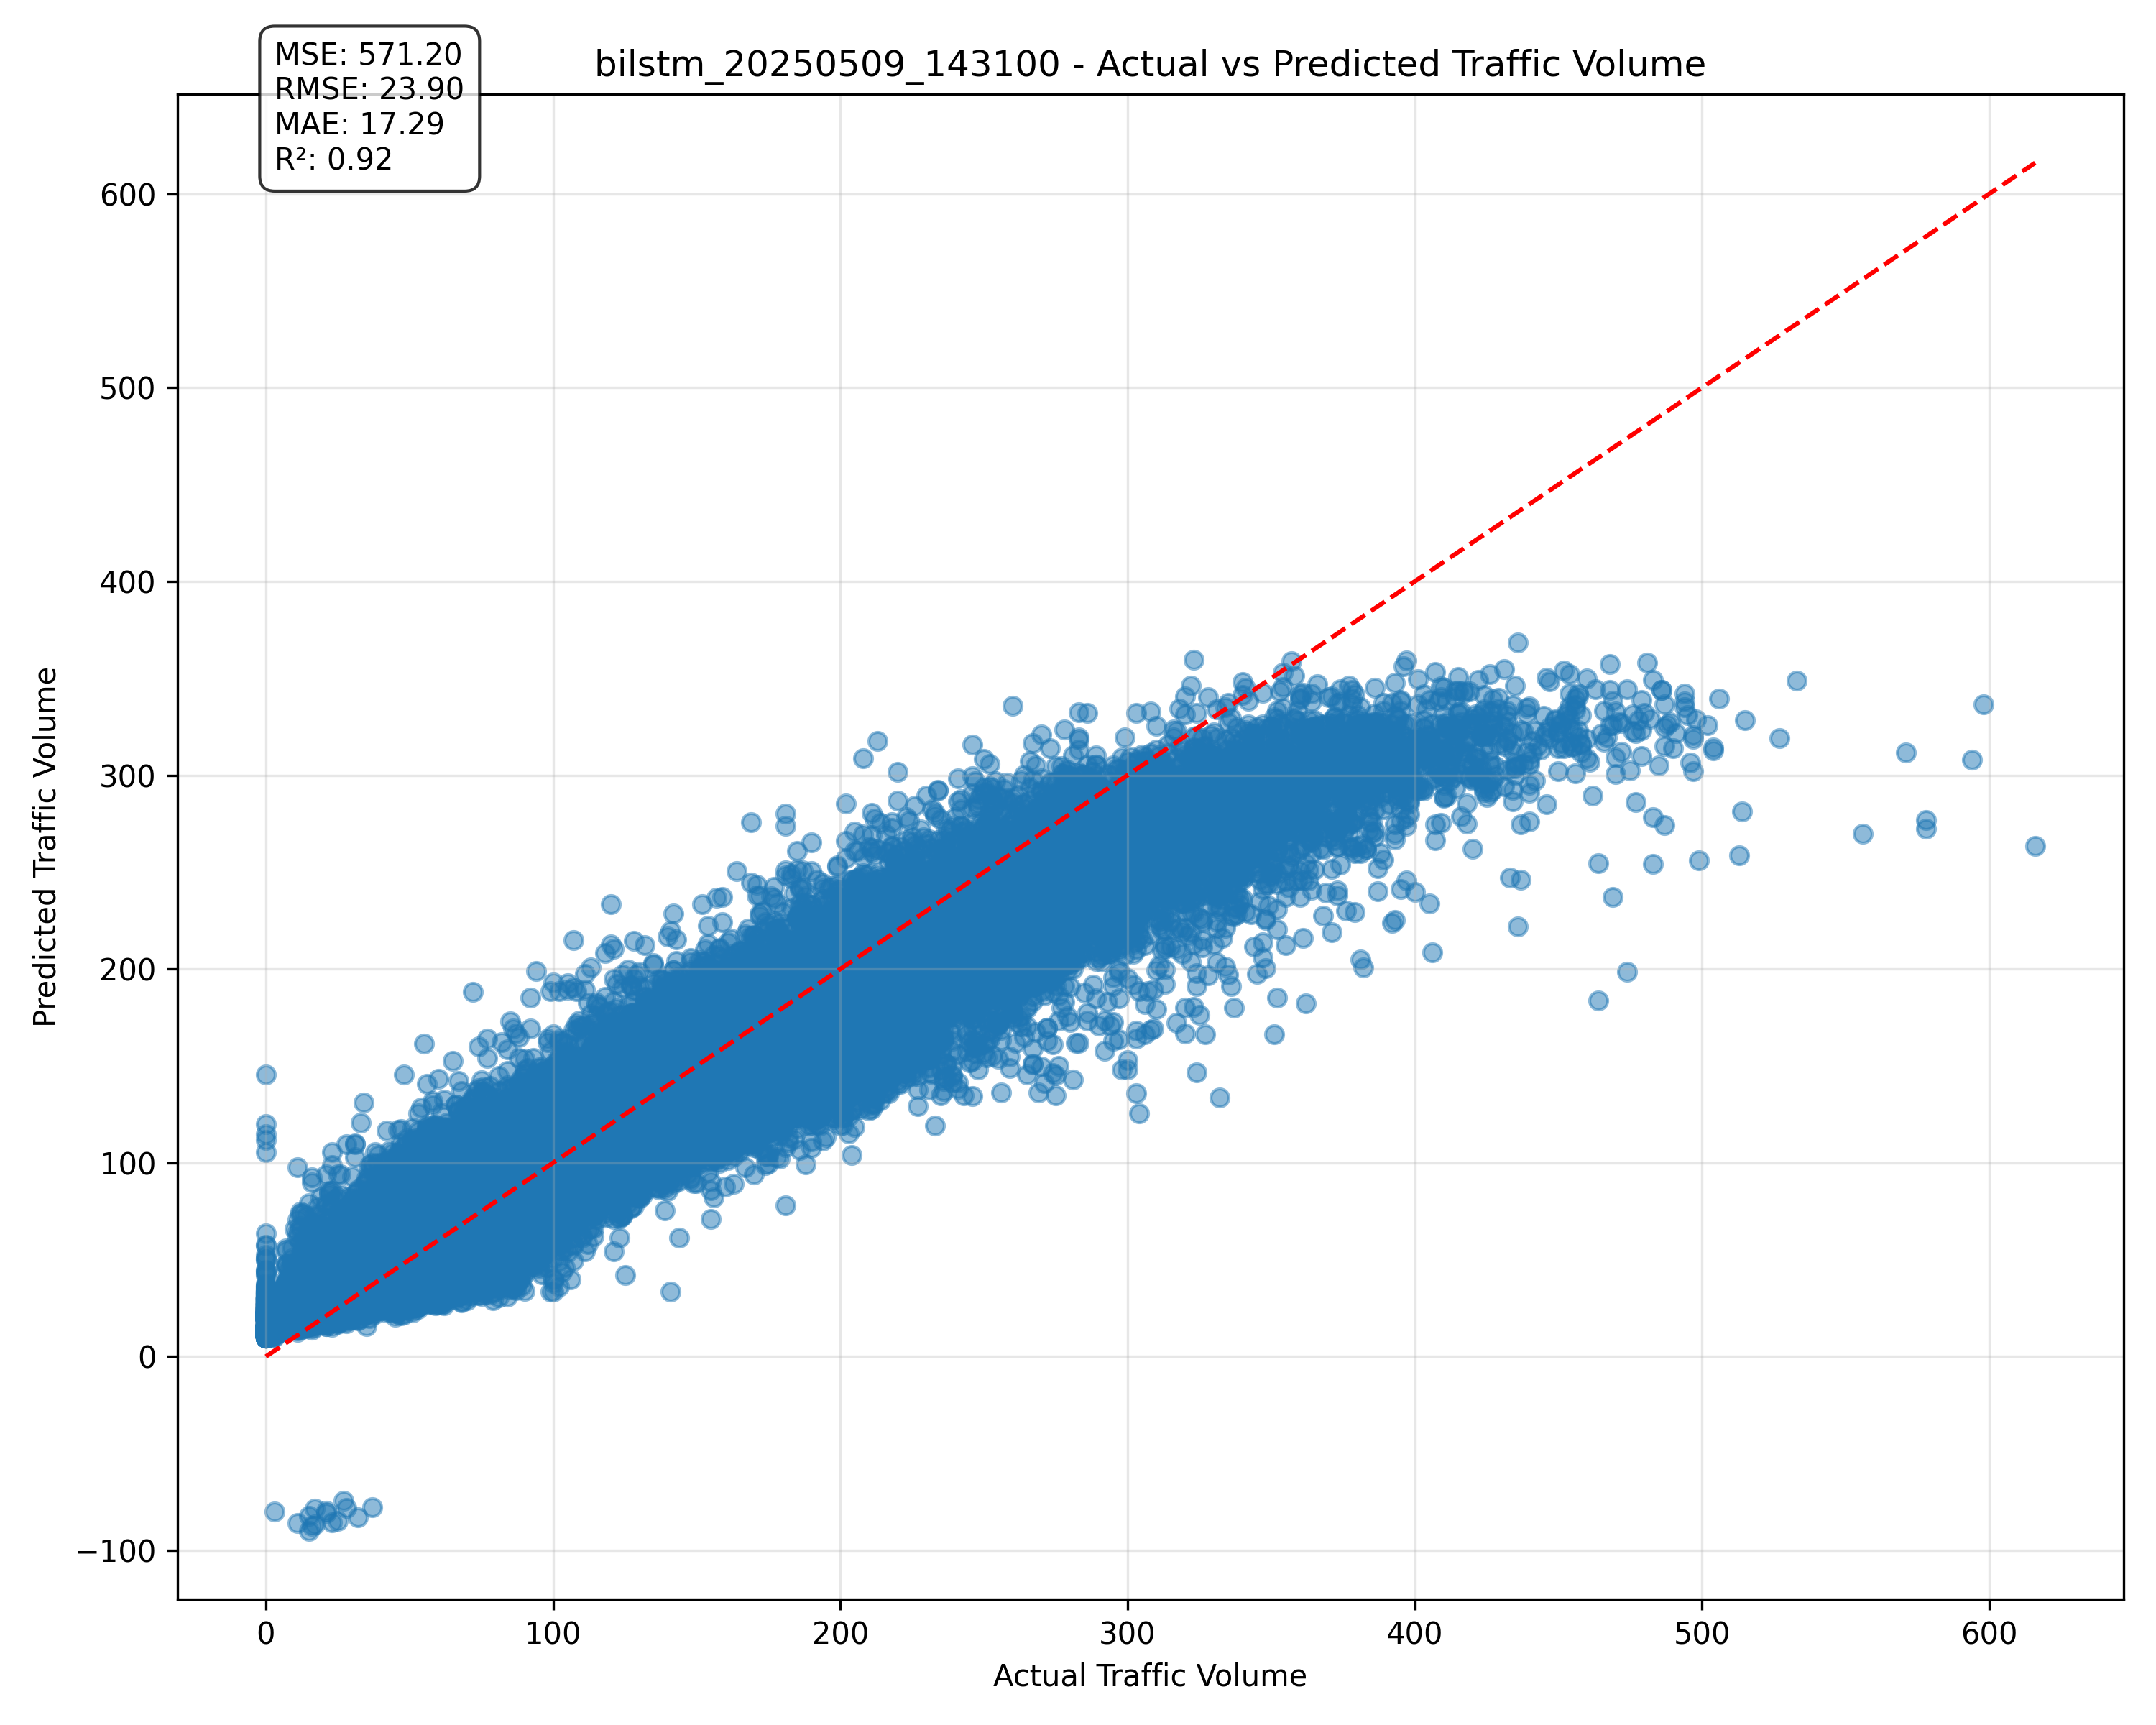 MSE: 571.20
RMSE: 23.90
MAE: 17.29
R²: 0.92
bilstm_20250509_143100 - Actual vs Predicted Traffic Volume
Predicted Traffic Volume
600
500
400
300
200
100
0
−100
0 100 200 300 400 500 600
Actual Traffic Volume